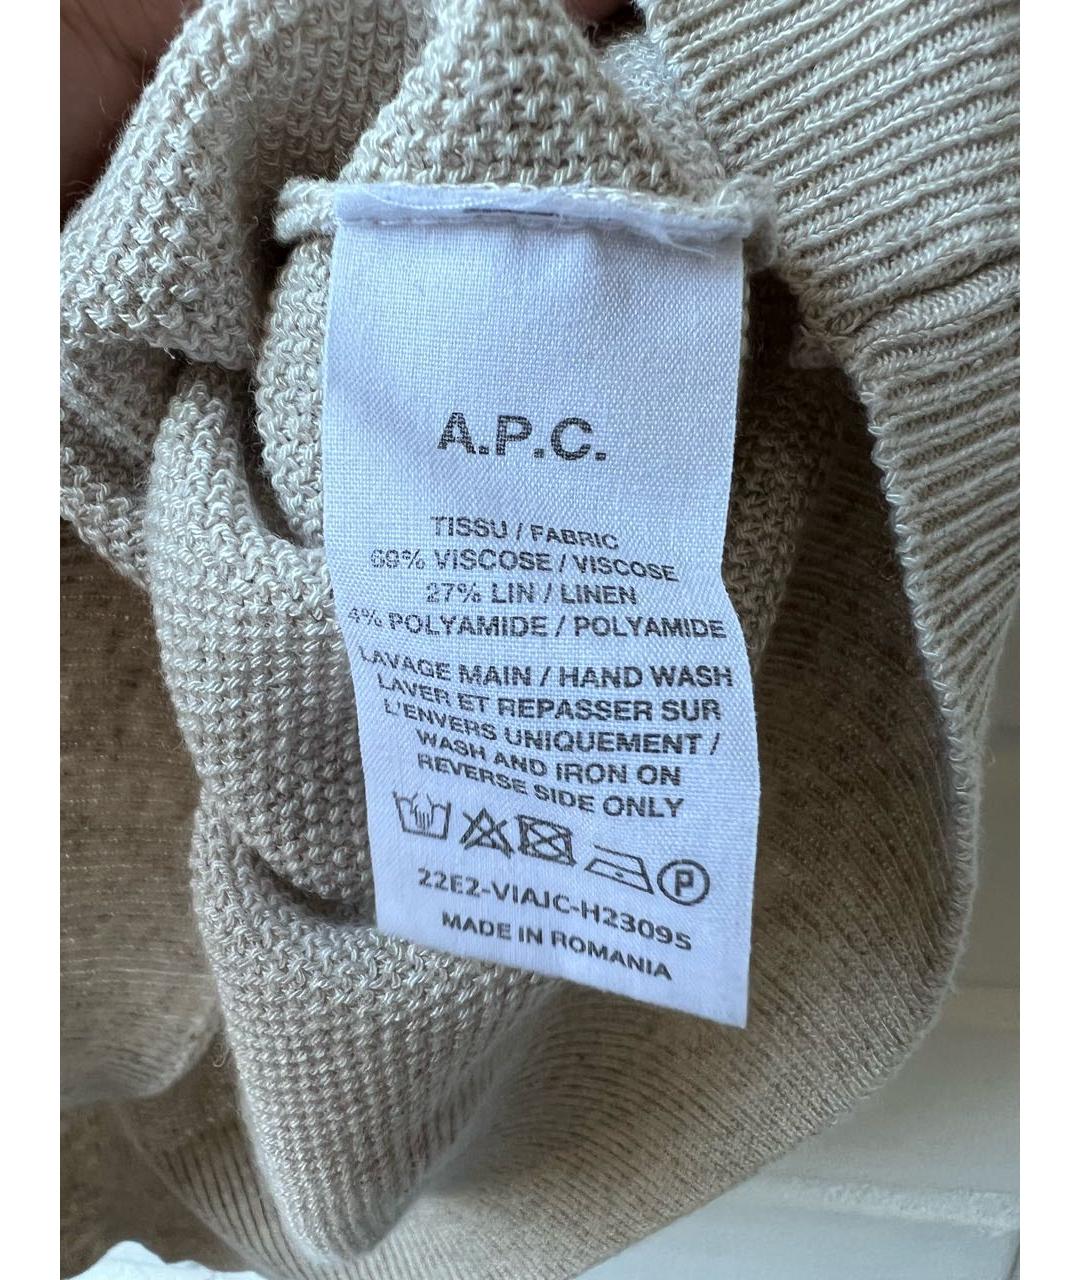 A.P.C.
TISSU / FABRIC
69% VISCOSE / VISCOSE
27% LIN / LINEN
4% POLYAMIDE / POLYAMIDE
LAVAGE MAIN / HAND WASH
LAVER ET REPASSER SUR
L'ENVERS UNIQUEMENT /
WASH AND IRON ON
REVERSE SIDE ONLY
P
22E2-VIAJC-H23095
MADE IN ROMANIA